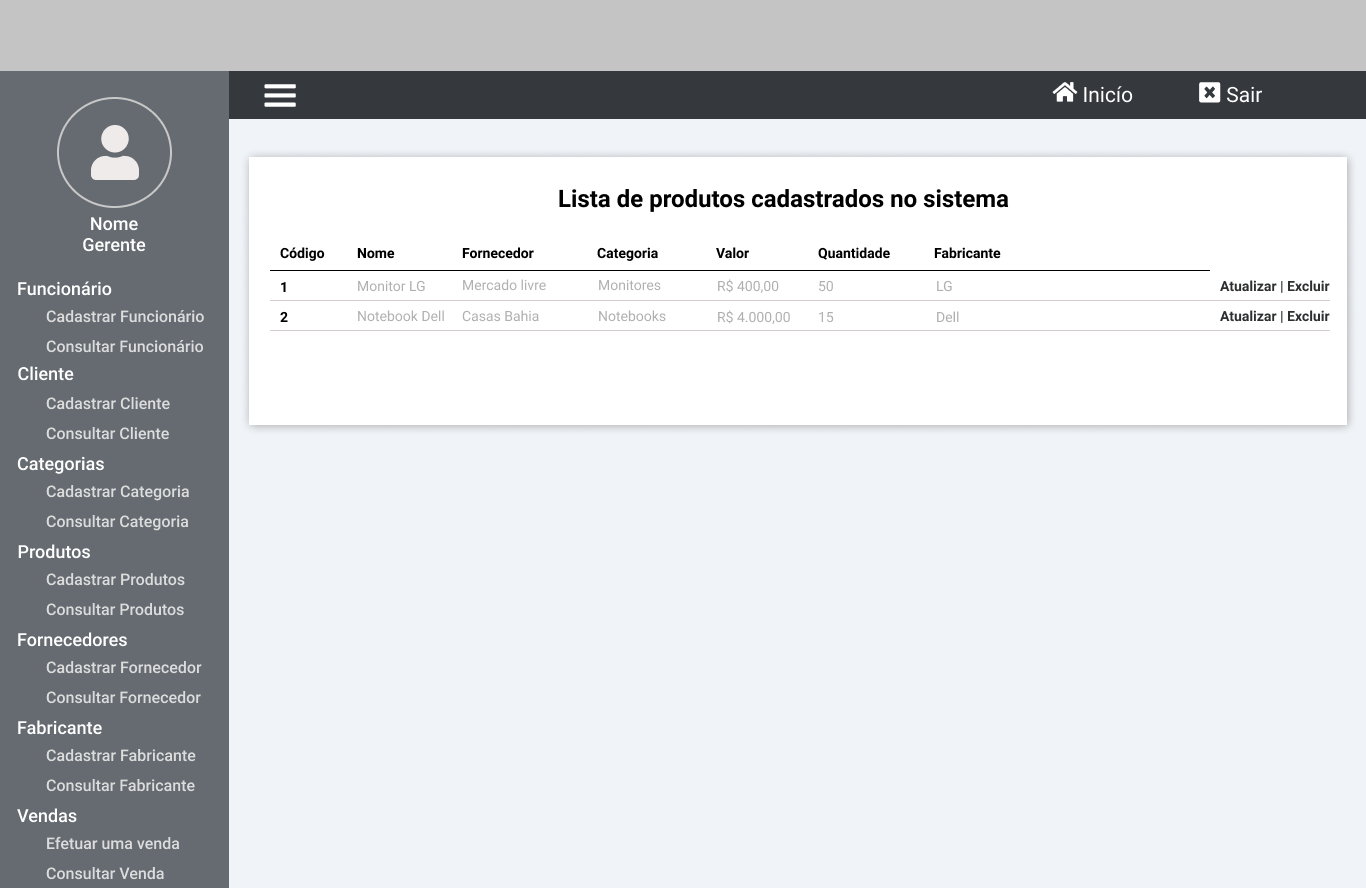 Inicío
Sair
Nome
Gerente
Funcionário
Cadastrar Funcionário
Consultar Funcionário
Cliente
Cadastrar Cliente
Consultar Cliente
Categorias
Cadastrar Categoria
Consultar Categoria
Produtos
Cadastrar Produtos
Consultar Produtos
Fornecedores
Cadastrar Fornecedor
Consultar Fornecedor
Fabricante
Cadastrar Fabricante
Consultar Fabricante
Vendas
Efetuar uma venda
Consultar Venda
Lista de produtos cadastrados no sistema
Código Nome Fornecedor Categoria Valor Quantidade Fabricante
1 Monitor LG Mercado livre Monitores R$ 400,00 50 LG Atualizar | Excluir
2 Notebook Dell Casas Bahia Notebooks R$ 4.000,00 15 Dell Atualizar | Excluir